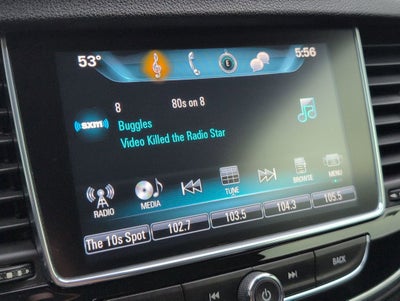 53° E 5:56
8 80s on 8
((SXM))
Buggles
Video Killed the Radio Star
RADIO MEDIA TUNE BROWSE MENU
The 10s Spot 102.7 103.5 104.3 105.5
BACK